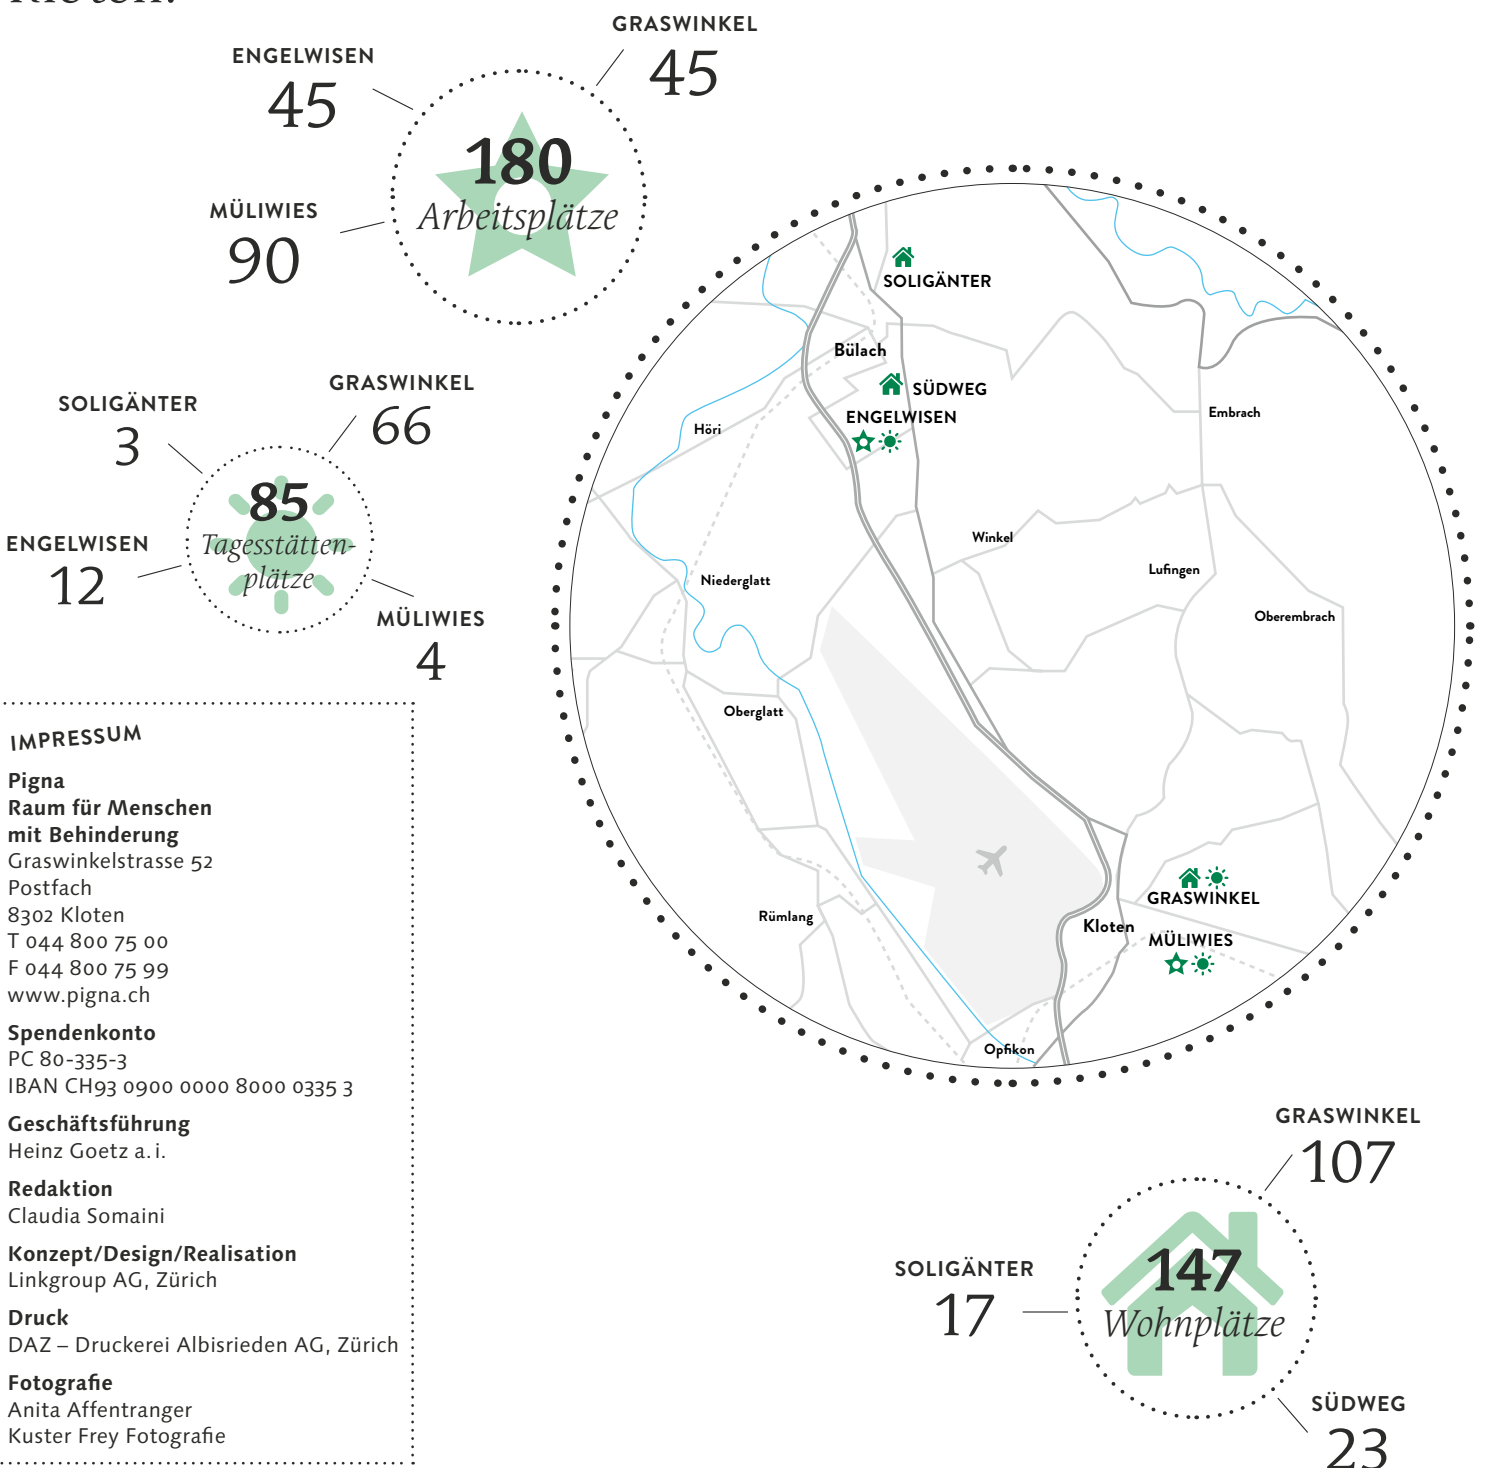 Kloten.
GRASWINKEL
45
ENGELWISEN
45
180
Arbeitsplätze
MÜLIWIES
90
GRASWINKEL
66
SOLIGÄNTER
3
85
Tagesstätten-
plätze
ENGELWISEN
12
MÜLIWIES
4
SOLIGÄNTER
Bülach
SÜDWEG
ENGELWISEN
Höri
Embrach
Winkel
Lufingen
Niederglatt
Oberembrach
Oberglatt
GRASWINKEL
Rümlang
Kloten
MÜLIWIES
Opfikon
IMPRESSUM
Pigna
Raum für Menschen
mit Behinderung
Graswinkelstrasse 52
Postfach
8302 Kloten
T 044 800 75 00
F 044 800 75 99
www.pigna.ch
Spendenkonto
PC 80-335-3
IBAN CH93 0900 0000 8000 0335 3
Geschäftsführung
Heinz Goetz a. i.
Redaktion
Claudia Somaini
Konzept/Design/Realisation
Linkgroup AG, Zürich
Druck
DAZ – Druckerei Albisrieden AG, Zürich
Fotografie
Anita Affentranger
Kuster Frey Fotografie
GRASWINKEL
107
SOLIGÄNTER
17
147
Wohnplätze
SÜDWEG
23